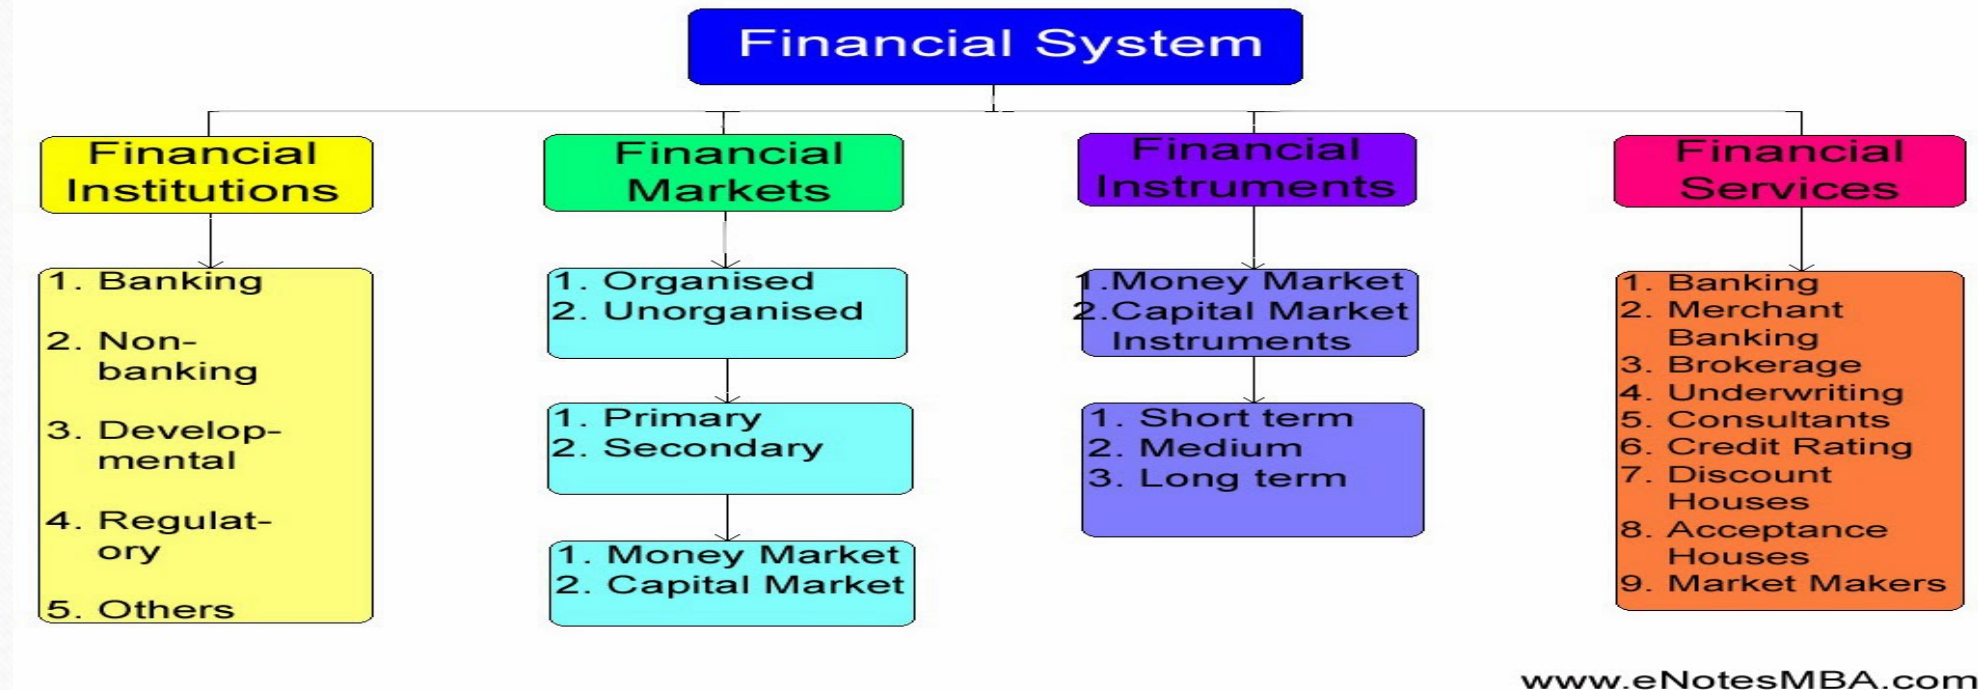 Financial System
Financial
Institutions
1. Banking
2. Non-
banking
3. Develop-
mental
4. Regulat-
ory
5. Others
Financial
Markets
1. Organised
2. Unorganised
1. Primary
2. Secondary
1. Money Market
2. Capital Market
Financial
Instruments
1.Money Market
2.Capital Market
Instruments
1. Short term
2. Medium
3. Long term
Financial
Services
1. Banking
2. Merchant
Banking
3. Brokerage
4. Underwriting
5. Consultants
6. Credit Rating
7. Discount
Houses
8. Acceptance
Houses
9. Market Makers
www.eNotesMBA.com